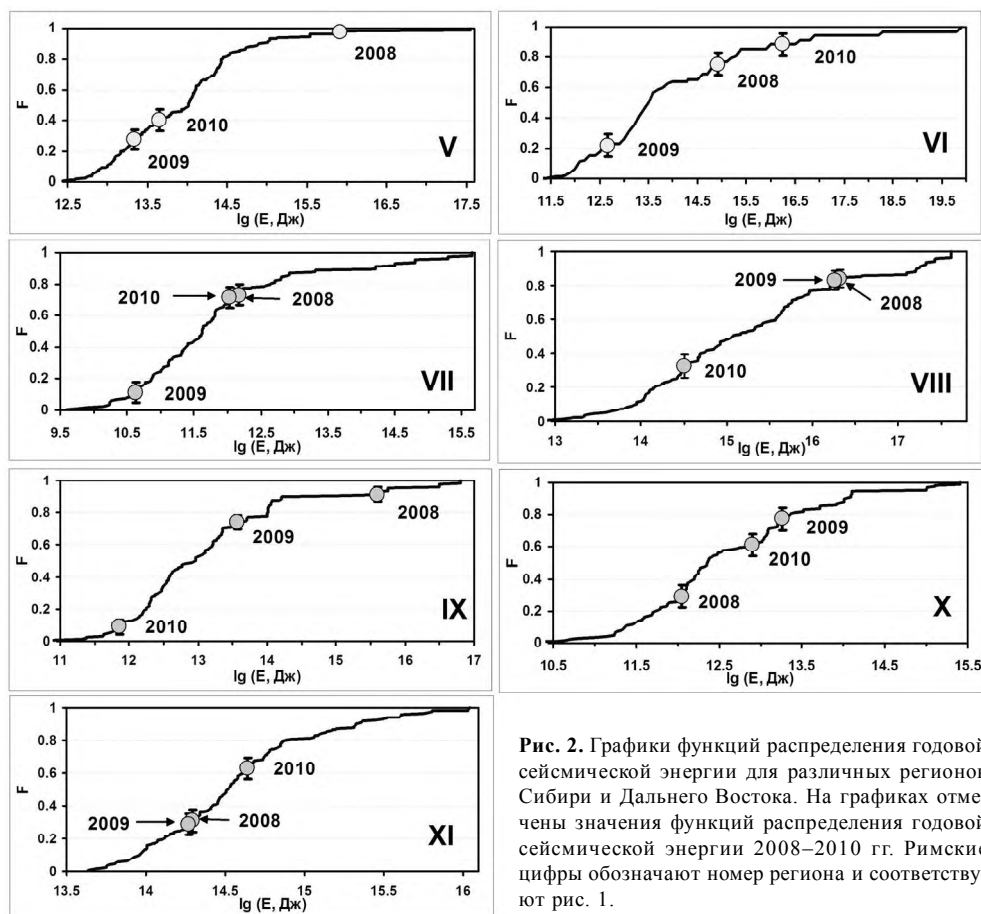 1
0.8
0.6
0.4
0.2
0
F
2008
2010
2009
V
12.5 13.5 14.5 15.5 16.5 17.5
lg (E, Дж)
1
0.8
0.6
0.4
0.2
0
F
2010
2008
2009
VI
11.5 12.5 13.5 14.5 15.5 16.5 17.5 18.5 19.5
lg (E, Дж)
1
0.8
0.6
0.4
0.2
0
F
2010
2008
2009
VII
9.5 10.5 11.5 12.5 13.5 14.5 15.5
lg (E, Дж)
1
0.8
0.6
0.4
0.2
0
F
2009
2008
2010
VIII
13 14 15 16 17
lg (E, Дж)
1
0.8
0.6
0.4
0.2
0
F
2008
2009
2010
IX
11 12 13 14 15 16 17
lg (E, Дж)
1
0.8
0.6
0.4
0.2
0
F
2009
2010
2008
X
10.5 11.5 12.5 13.5 14.5 15.5
lg (E, Дж)
1
0.8
0.6
0.4
0.2
0
F
2010
2009
2008
XI
13.5 14 14.5 15 15.5 16
lg (E, Дж)
Рис. 2. Графики функций распределения годовой
сейсмической энергии для различных регионов
Сибири и Дальнего Востока. На графиках отме
чены значения функций распределения годовой
сейсмической энергии 2008–2010 гг. Римские
цифры обозначают номер региона и соответству
ют рис. 1.